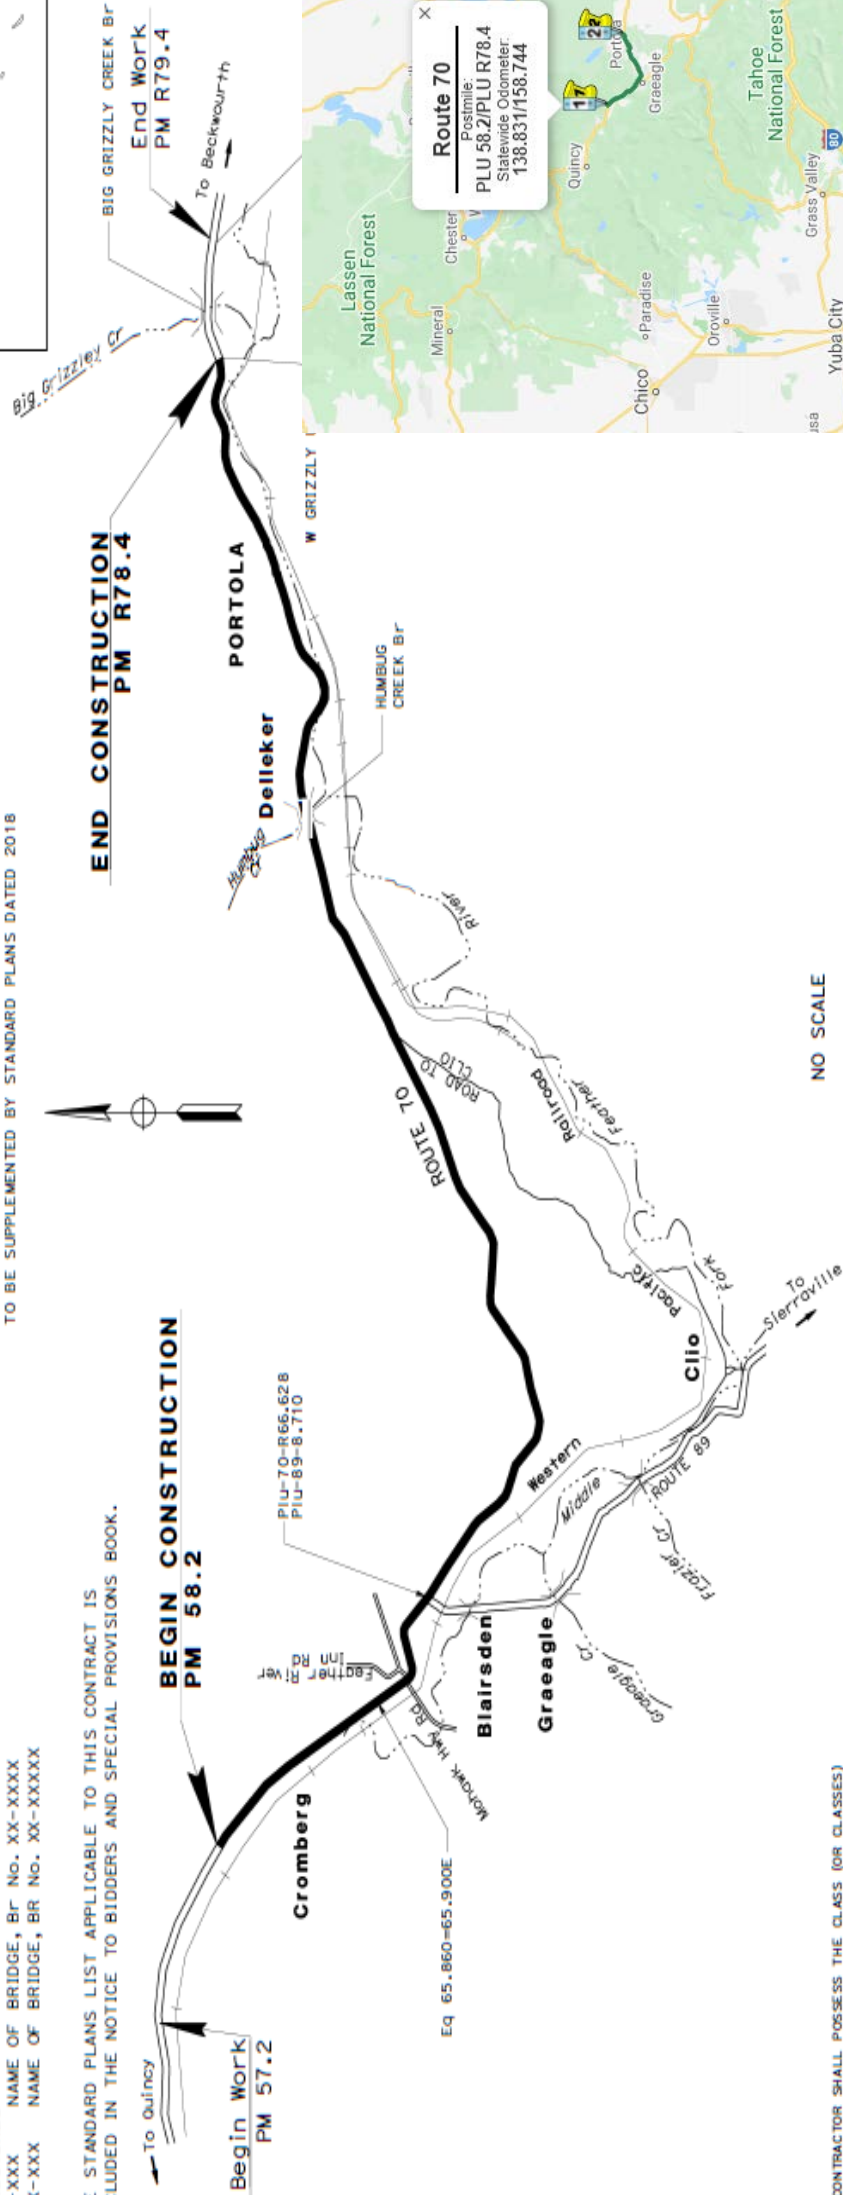 -XXX NAME OF BRIDGE, Br No. XX-XXXX
X-XXX NAME OF BRIDGE, BR No. XX-XXXXX
STANDARD PLANS LIST APPLICABLE TO THIS CONTRACT IS
LUDED IN THE NOTICE TO BIDDERS AND SPECIAL PROVISIONS BOOK.
TO BE SUPPLEMENTED BY STANDARD PLANS DATED 2018
To Quincy
Begin Work
PM 57.2
BEGIN CONSTRUCTION
PM 58.2
Cromberg
Eq 65.860=65.900E
Plu-70-R66.628
Plu-89-8.710
Feather River
Inn Rd
Mohawk Hwy Rd
Blairsden
Graeagle
Graeagle Cr
Frazier Cr
ROUTE 89
Western
Middle
Clio
Pacific
Fork
To
Sierraville
Railroad
Feather
River
ROUTE 70
ROAD TO
CLIO
Humbug
Cr
Delleker
HUMBUG
CREEK Br
PORTOLA
END CONSTRUCTION
PM R78.4
W GRIZZLY
Big Grizzley Cr
BIG GRIZZLY CREEK Br
End Work
PM R79.4
To Beckwourth
NO SCALE
CONTRACTOR SHALL POSSESS THE CLASS (OR CLASSES)
Route 70
Postmile:
PLU 58.2/PLU R78.4
Statewide Odometer:
138.831/158.744
×
Lassen
National Forest
Mineral
Chester
Quincy
17
22
Portola
Graeagle
Tahoe
National Forest
80
Grass Valley
Paradise
Oroville
Chico
Yuba City